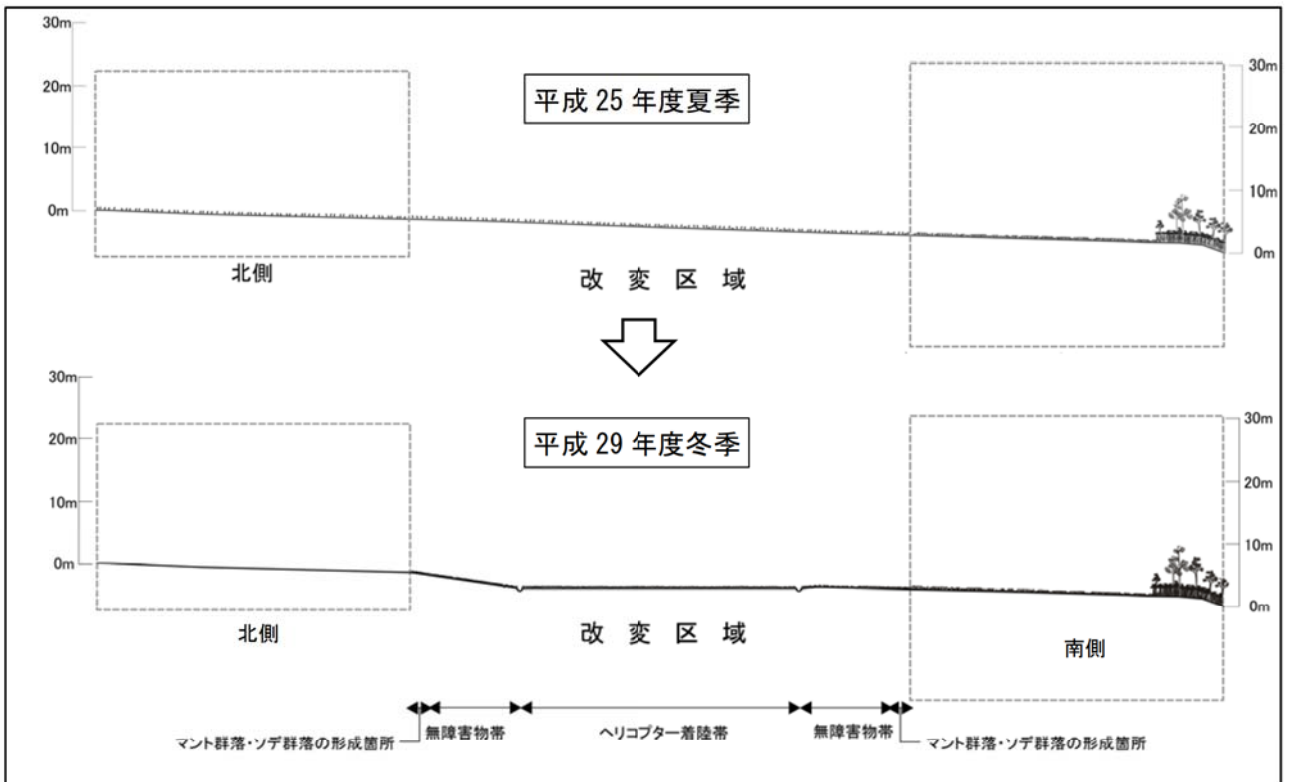 30m
20m
10m
0m
平成 25 年度夏季
30m
20m
10m
0m
北側
改 変 区 域
30m
20m
10m
0m
平成 29 年度冬季
30m
20m
10m
0m
北側
改 変 区 域
南側
マント群落・ソデ群落の形成箇所
無障害物帯
ヘリコプター着陸帯
無障害物帯
マント群落・ソデ群落の形成箇所